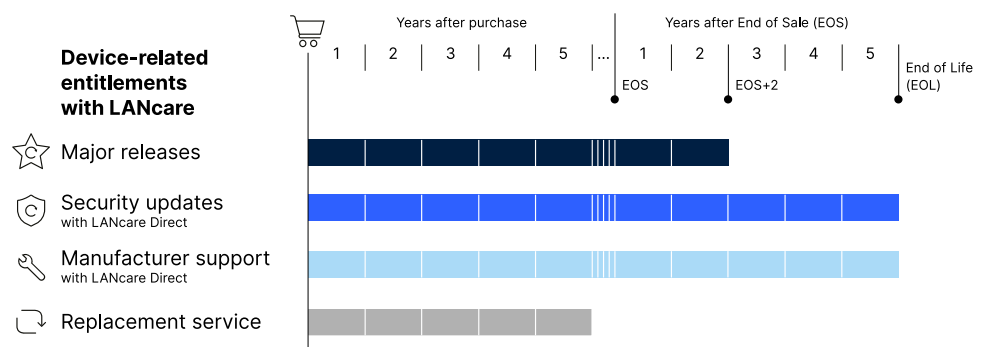 Years after purchase
Years after End of Sale (EOS)
1 2 3 4 5 ... 1 2 3 4 5
Device-related
entitlements
with LANcare
EOS
EOS+2
End of Life
(EOL)
C Major releases
C Security updates
with LANcare Direct
Manufacturer support
with LANcare Direct
Replacement service